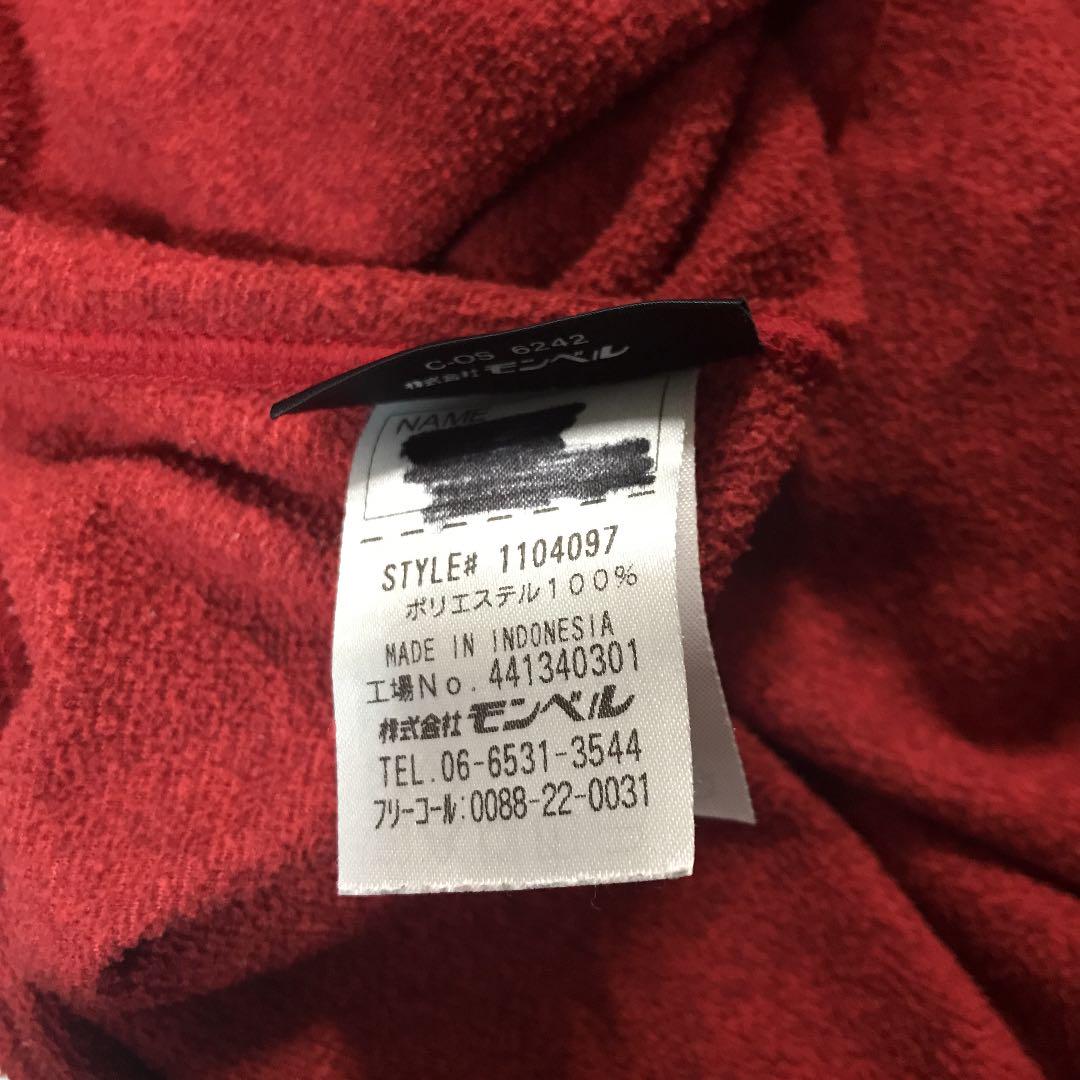 C-OS 6242
株式会社 モンベル
NAME
STYLE# 1104097
ポリエステル100%
MADE IN INDONESIA
工場No. 441340301
株式会社 モンベル
TEL.06-6531-3544
フリーコール:0088-22-0031